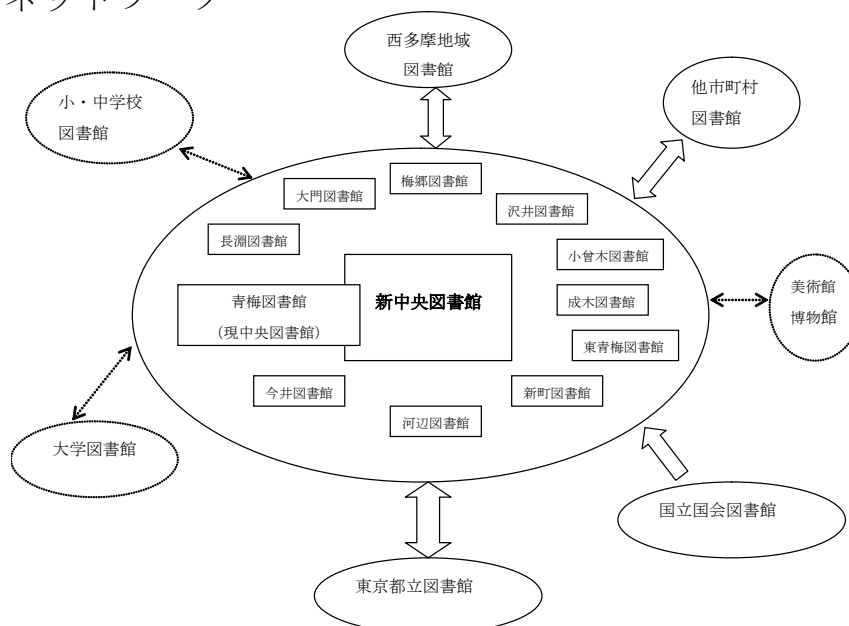 ネットワーク
西多摩地域
図書館
小・中学校
図書館
他市町村
図書館
梅郷図書館
大門図書館
沢井図書館
長淵図書館
小曾木図書館
新中央図書館
青梅図書館
(現中央図書館)
成木図書館
美術館
博物館
東青梅図書館
今井図書館
新町図書館
河辺図書館
大学図書館
国立国会図書館
東京都立図書館